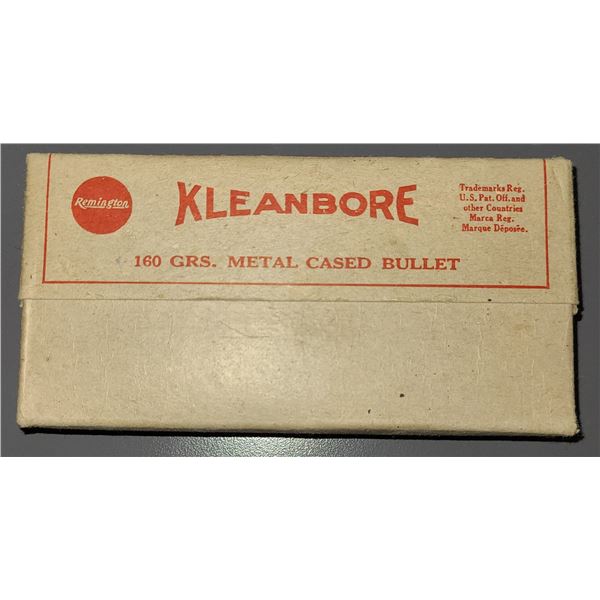 Remington
KLEANBORE
Trademarks Reg.
U.S. Pat. Off. and
other Countries
Marca Reg.
Marque Déposée.
160 GRS. METAL CASED BULLET